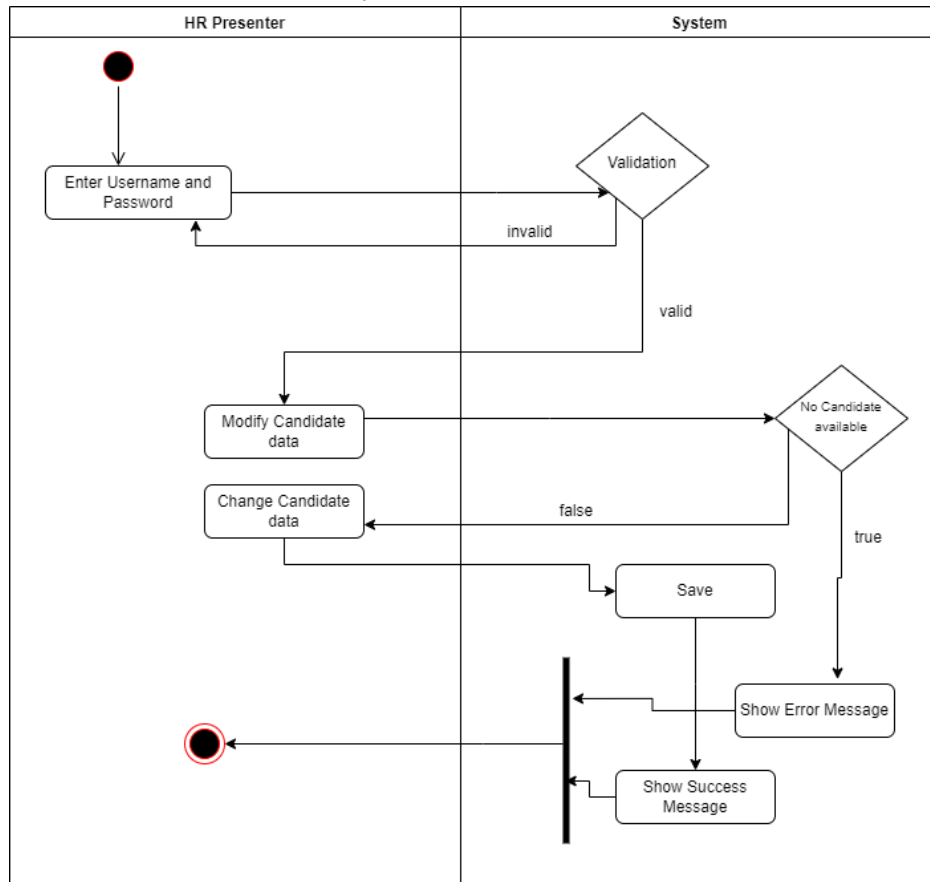 HR Presenter
System
Validation
Enter Username and
Password
invalid
valid
No Candidate
available
Modify Candidate
data
Change Candidate
data
false
true
Save
Show Error Message
Show Success
Message